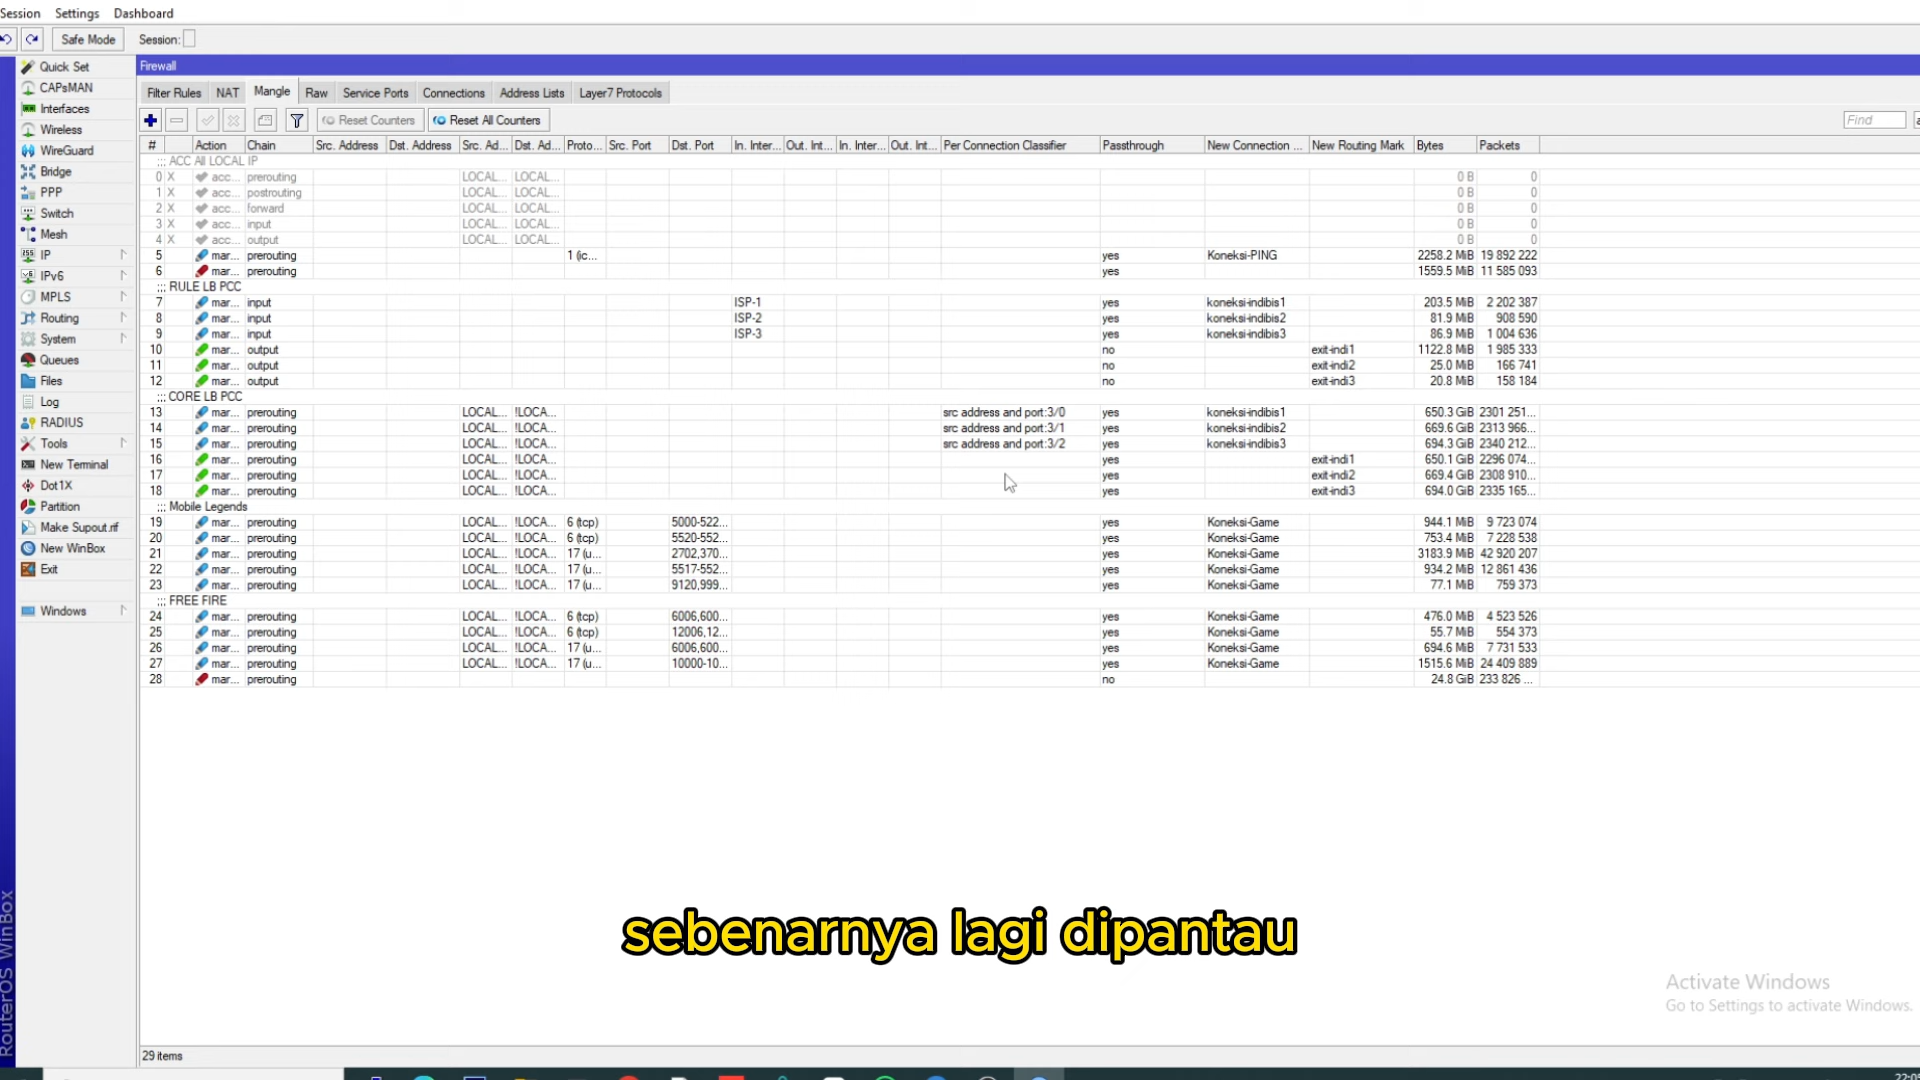 Session Settings Dashboard
Safe Mode Session:
Quick Set
CAPsMAN
Interfaces
Wireless
WireGuard
Bridge
PPP
Switch
Mesh
IP
IPv6
MPLS
Routing
System
Queues
Files
Log
RADIUS
Tools
New Terminal
Dot1X
Partition
Make Supout.rif
New WinBox
Exit
Windows
RouterOS WinBox
Firewall
Filter Rules NAT Mangle Raw Service Ports Connections Address Lists Layer7 Protocols
Reset Counters Reset All Counters Find
# Action Chain Src. Address Dst. Address Src. Ad... Dst. Ad... Proto... Src. Port Dst. Port In. Inter... Out. Int... In. Inter... Out. Int... Per Connection Classifier Passthrough New Connection ... New Routing Mark Bytes Packets
;;; ACC All LOCAL IP
0 X acc... prerouting LOCAL... LOCAL... 0 B 0
1 X acc... postrouting LOCAL... LOCAL... 0 B 0
2 X acc... forward LOCAL... LOCAL... 0 B 0
3 X acc... input LOCAL... LOCAL... 0 B 0
4 X acc... output LOCAL... LOCAL... 0 B 0
5 mar... prerouting 1 (ic... yes Koneksi-PING 2258.2 MiB 19 892 222
6 mar... prerouting yes 1559.5 MiB 11 585 093
;;; RULE LB PCC
7 mar... input ISP-1 yes koneksi-indibis1 203.5 MiB 2 202 387
8 mar... input ISP-2 yes koneksi-indibis2 81.9 MiB 908 590
9 mar... input ISP-3 yes koneksi-indibis3 86.9 MiB 1 004 636
10 mar... output no exit-indi1 1122.8 MiB 1 985 333
11 mar... output no exit-indi2 25.0 MiB 166 741
12 mar... output no exit-indi3 20.8 MiB 158 184
;;; CORE LB PCC
13 mar... prerouting LOCAL... !LOCA... src address and port:3/0 yes koneksi-indibis1 650.3 GiB 2301 251...
14 mar... prerouting LOCAL... !LOCA... src address and port:3/1 yes koneksi-indibis2 669.6 GiB 2313 966...
15 mar... prerouting LOCAL... !LOCA... src address and port:3/2 yes koneksi-indibis3 694.3 GiB 2340 212...
16 mar... prerouting LOCAL... !LOCA... yes exit-indi1 650.1 GiB 2296 074...
17 mar... prerouting LOCAL... !LOCA... yes exit-indi2 669.4 GiB 2308 910...
18 mar... prerouting LOCAL... !LOCA... yes exit-indi3 694.0 GiB 2335 165...
;;; Mobile Legends
19 mar... prerouting LOCAL... !LOCA... 6 (tcp) 5000-522... yes Koneksi-Game 944.1 MiB 9 723 074
20 mar... prerouting LOCAL... !LOCA... 6 (tcp) 5520-552... yes Koneksi-Game 753.4 MiB 7 228 538
21 mar... prerouting LOCAL... !LOCA... 17 (u... 2702,370... yes Koneksi-Game 3183.9 MiB 42 920 207
22 mar... prerouting LOCAL... !LOCA... 17 (u... 5517-552... yes Koneksi-Game 934.2 MiB 12 861 436
23 mar... prerouting LOCAL... !LOCA... 17 (u... 9120,999... yes Koneksi-Game 77.1 MiB 759 373
;;; FREE FIRE
24 mar... prerouting LOCAL... !LOCA... 6 (tcp) 6006,600... yes Koneksi-Game 476.0 MiB 4 523 526
25 mar... prerouting LOCAL... !LOCA... 6 (tcp) 12006,12... yes Koneksi-Game 55.7 MiB 554 373
26 mar... prerouting LOCAL... !LOCA... 17 (u... 6006,600... yes Koneksi-Game 694.6 MiB 7 731 533
27 mar... prerouting LOCAL... !LOCA... 17 (u... 10000-10... yes Koneksi-Game 1515.6 MiB 24 409 889
28 mar... prerouting no 24.8 GiB 233 826 ...
sebenarnya lagi dipantau
Activate Windows
Go to Settings to activate Windows.
29 items